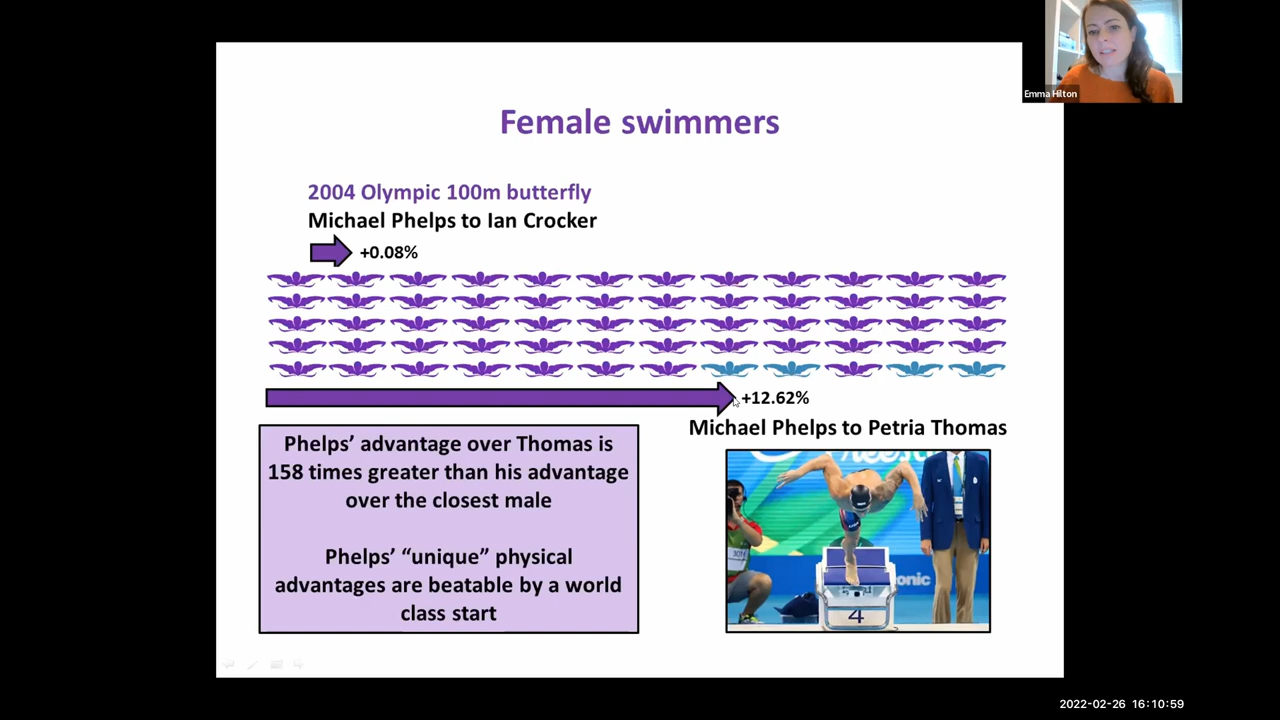 Emma Hilton
Female swimmers
2004 Olympic 100m butterfly
Michael Phelps to Ian Crocker
+0.08%
+12.62%
Michael Phelps to Petria Thomas
Phelps’ advantage over Thomas is
158 times greater than his advantage
over the closest male
Phelps’ “unique” physical
advantages are beatable by a world
class start
onic
4
2022-02-26 16:10:59